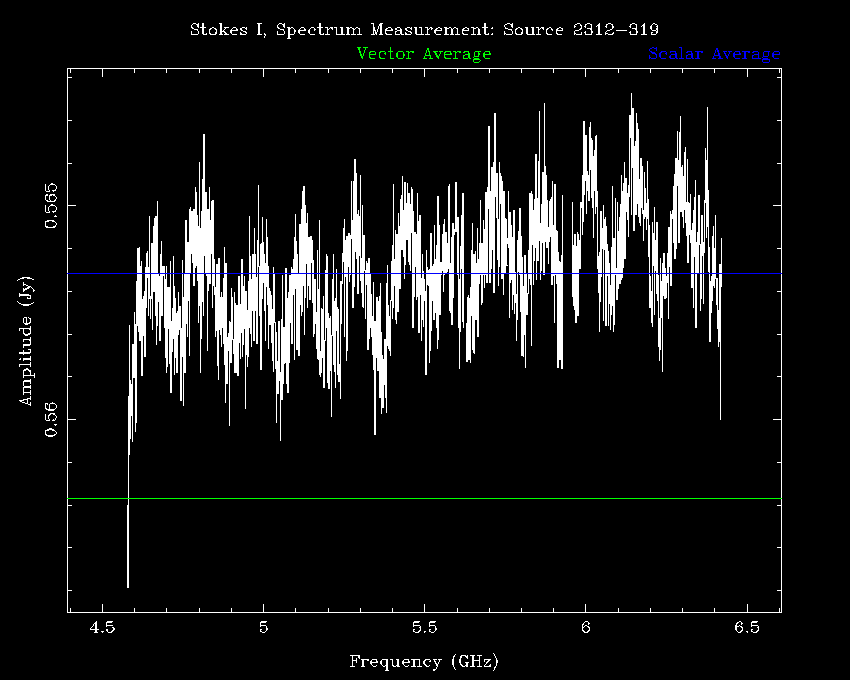 Stokes I, Spectrum Measurement: Source 2312−319
Vector Average Scalar Average
0.565
0.56
Amplitude (Jy)
4.5 5 5.5 6 6.5
Frequency (GHz)